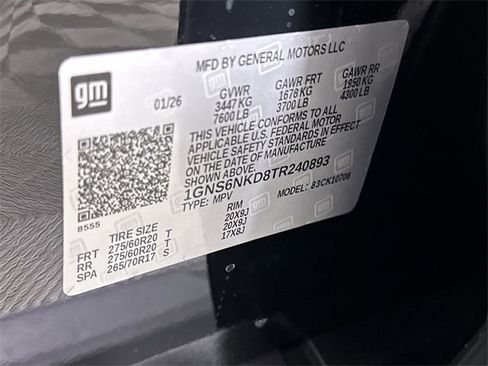 gm
MFD BY GENERAL MOTORS LLC
01/26 GVWR GAWR FRT GAWR RR
3447 KG 1678 KG 1950 KG
7600 LB 3700 LB 4300 LB
THIS VEHICLE CONFORMS TO ALL
APPLICABLE U.S. FEDERAL MOTOR
VEHICLE SAFETY STANDARDS IN EFFECT
ON THE DATE OF MANUFACTURE
SHOWN ABOVE.
1GNS6NKD8TR240893
8555
TYPE: MPV MODEL: 83CK10706
TIRE SIZE RIM
FRT 275/60R20 T 20X9J
RR 275/60R20 T 20X9J
SPA 265/70R17 S 17X8J